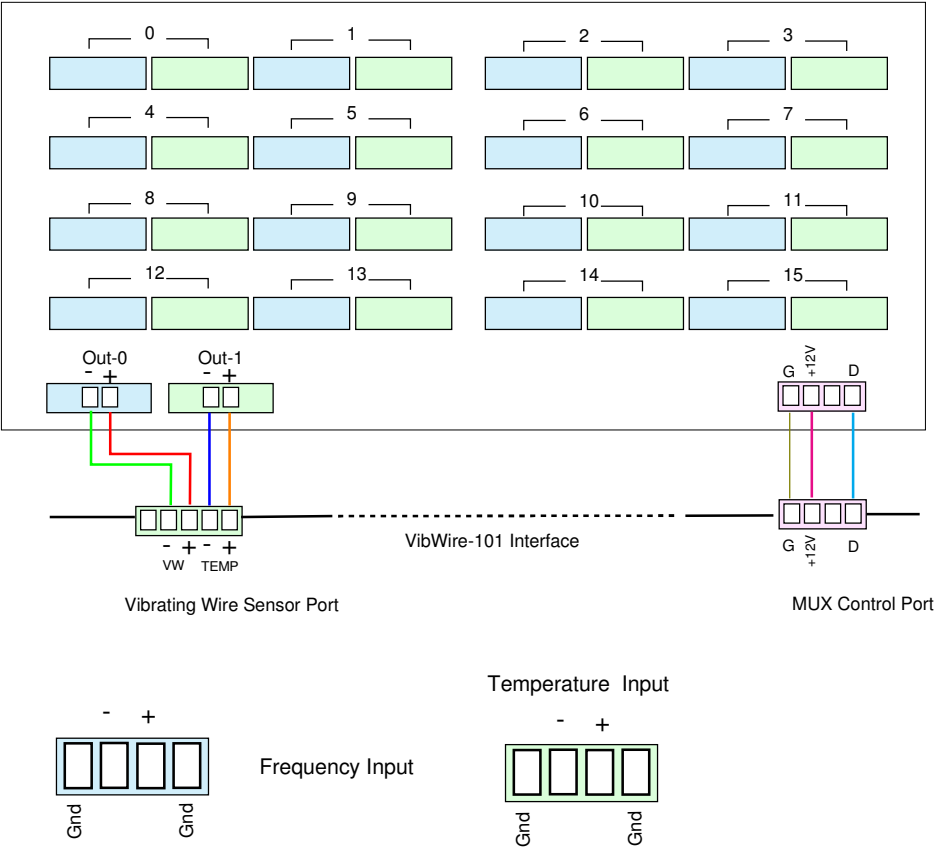 0 1 2 3
4 5 6 7
8 9 10 11
12 13 14 15
Out-0 Out-1
- + - +
G +12V D
- + - +
VW TEMP
VibWire-101 Interface
G +12V D
Vibrating Wire Sensor Port
MUX Control Port
Temperature Input
- +
- +
Frequency Input
Gnd Gnd
Gnd Gnd